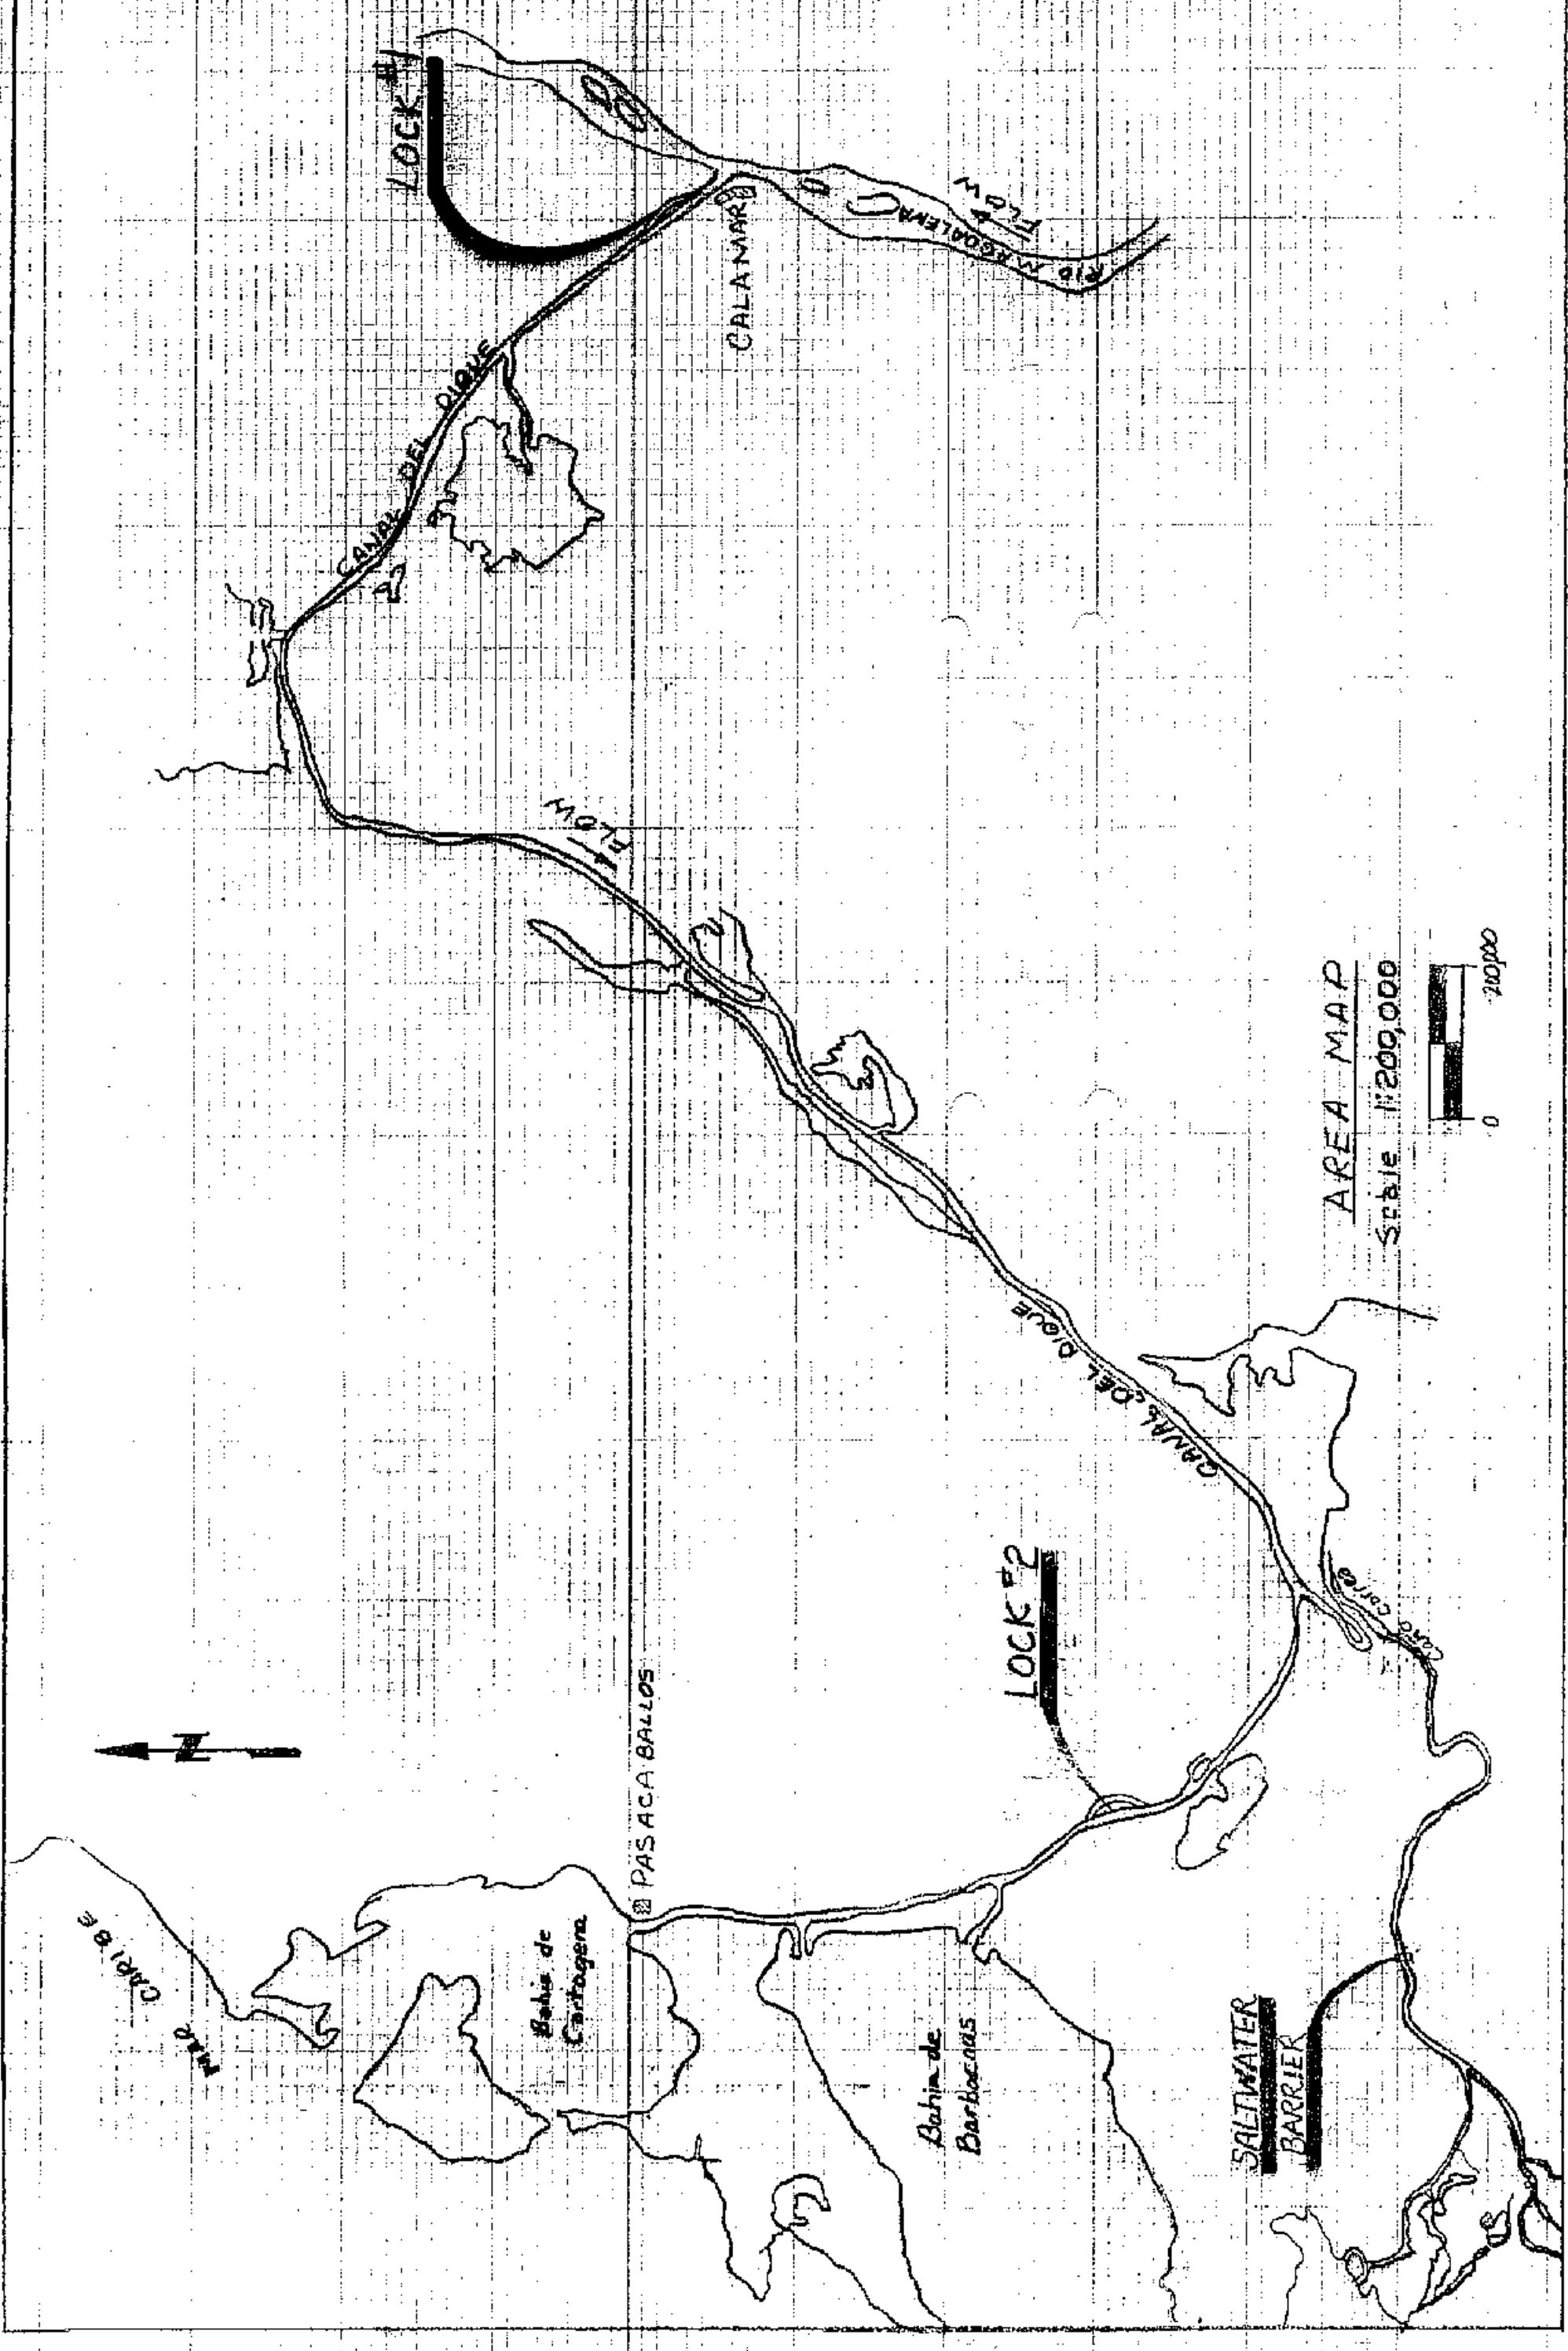 MAR
CARIBE
N
LOCK #1
CANAL DEL DIQUE
Bahia de
Cartagena
PASACABALLOS
FLOW
CALAMAR
RIO MAGDALENA
FLOW
Bahia de
Barbacoas
LOCK #2
CANAL DEL DIQUE
SALTWATER
BARRIER
Caño Correa
AREA MAP
Scale 1:200,000
0
200,000